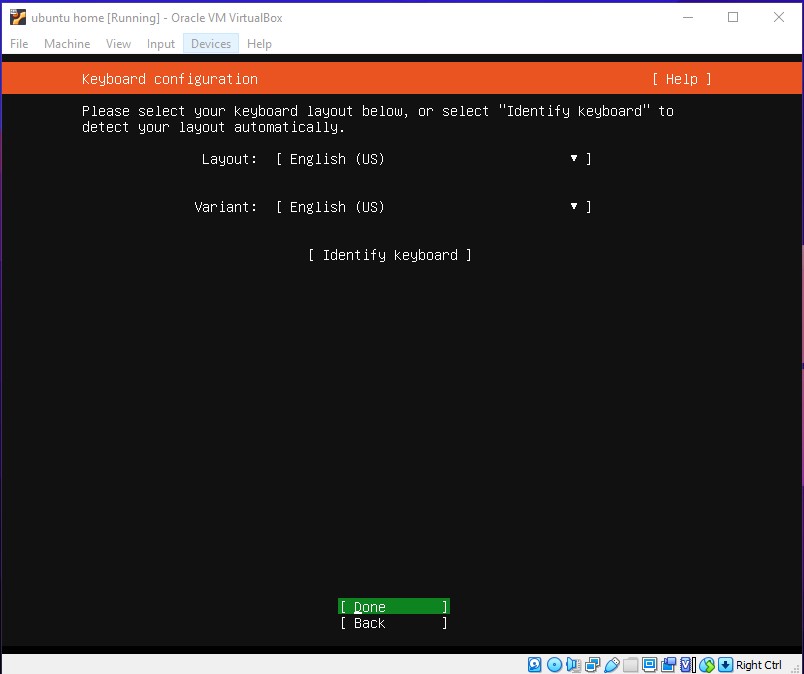 ubuntu home [Running] - Oracle VM VirtualBox
File Machine View Input Devices Help
Keyboard configuration [ Help ]
Please select your keyboard layout below, or select "Identify keyboard" to
detect your layout automatically.
Layout: [ English (US) ▼ ]
Variant: [ English (US) ▼ ]
[ Identify keyboard ]
[ Done ]
[ Back ]
Right Ctrl